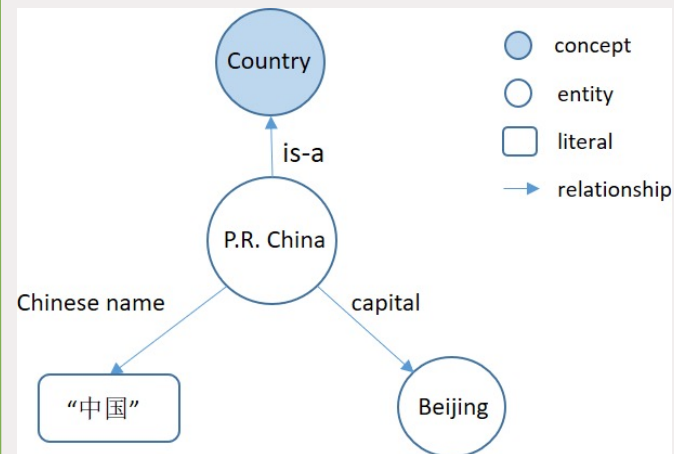 Country
concept
entity
literal
relationship
is-a
P.R. China
Chinese name
capital
“中国”
Beijing